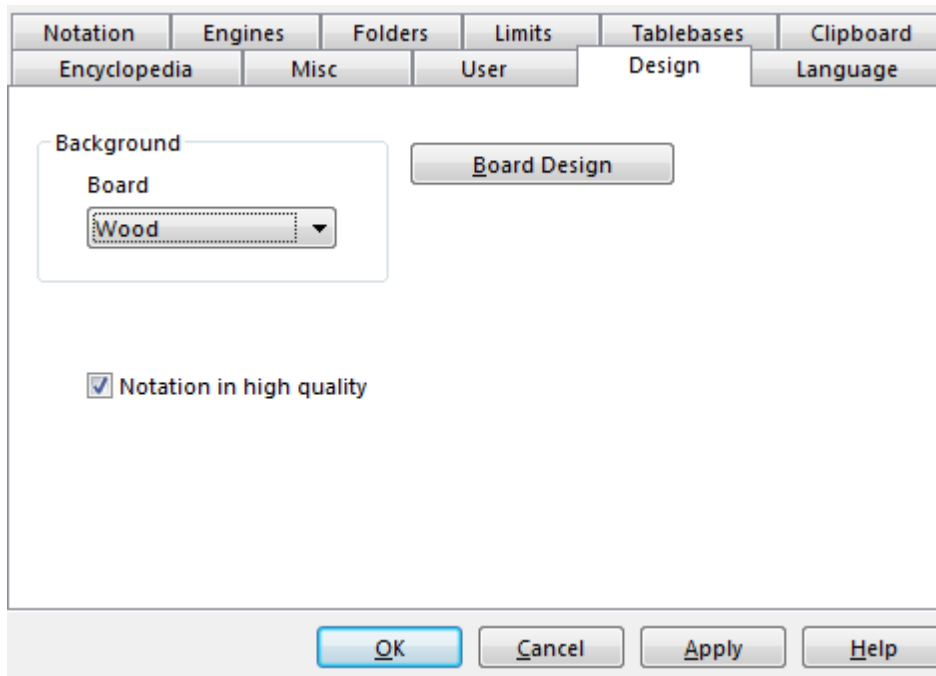 Notation Engines Folders Limits Tablebases Clipboard
Encyclopedia Misc User Design Language
Background
Board Design
Board
Wood
Notation in high quality
OK Cancel Apply Help